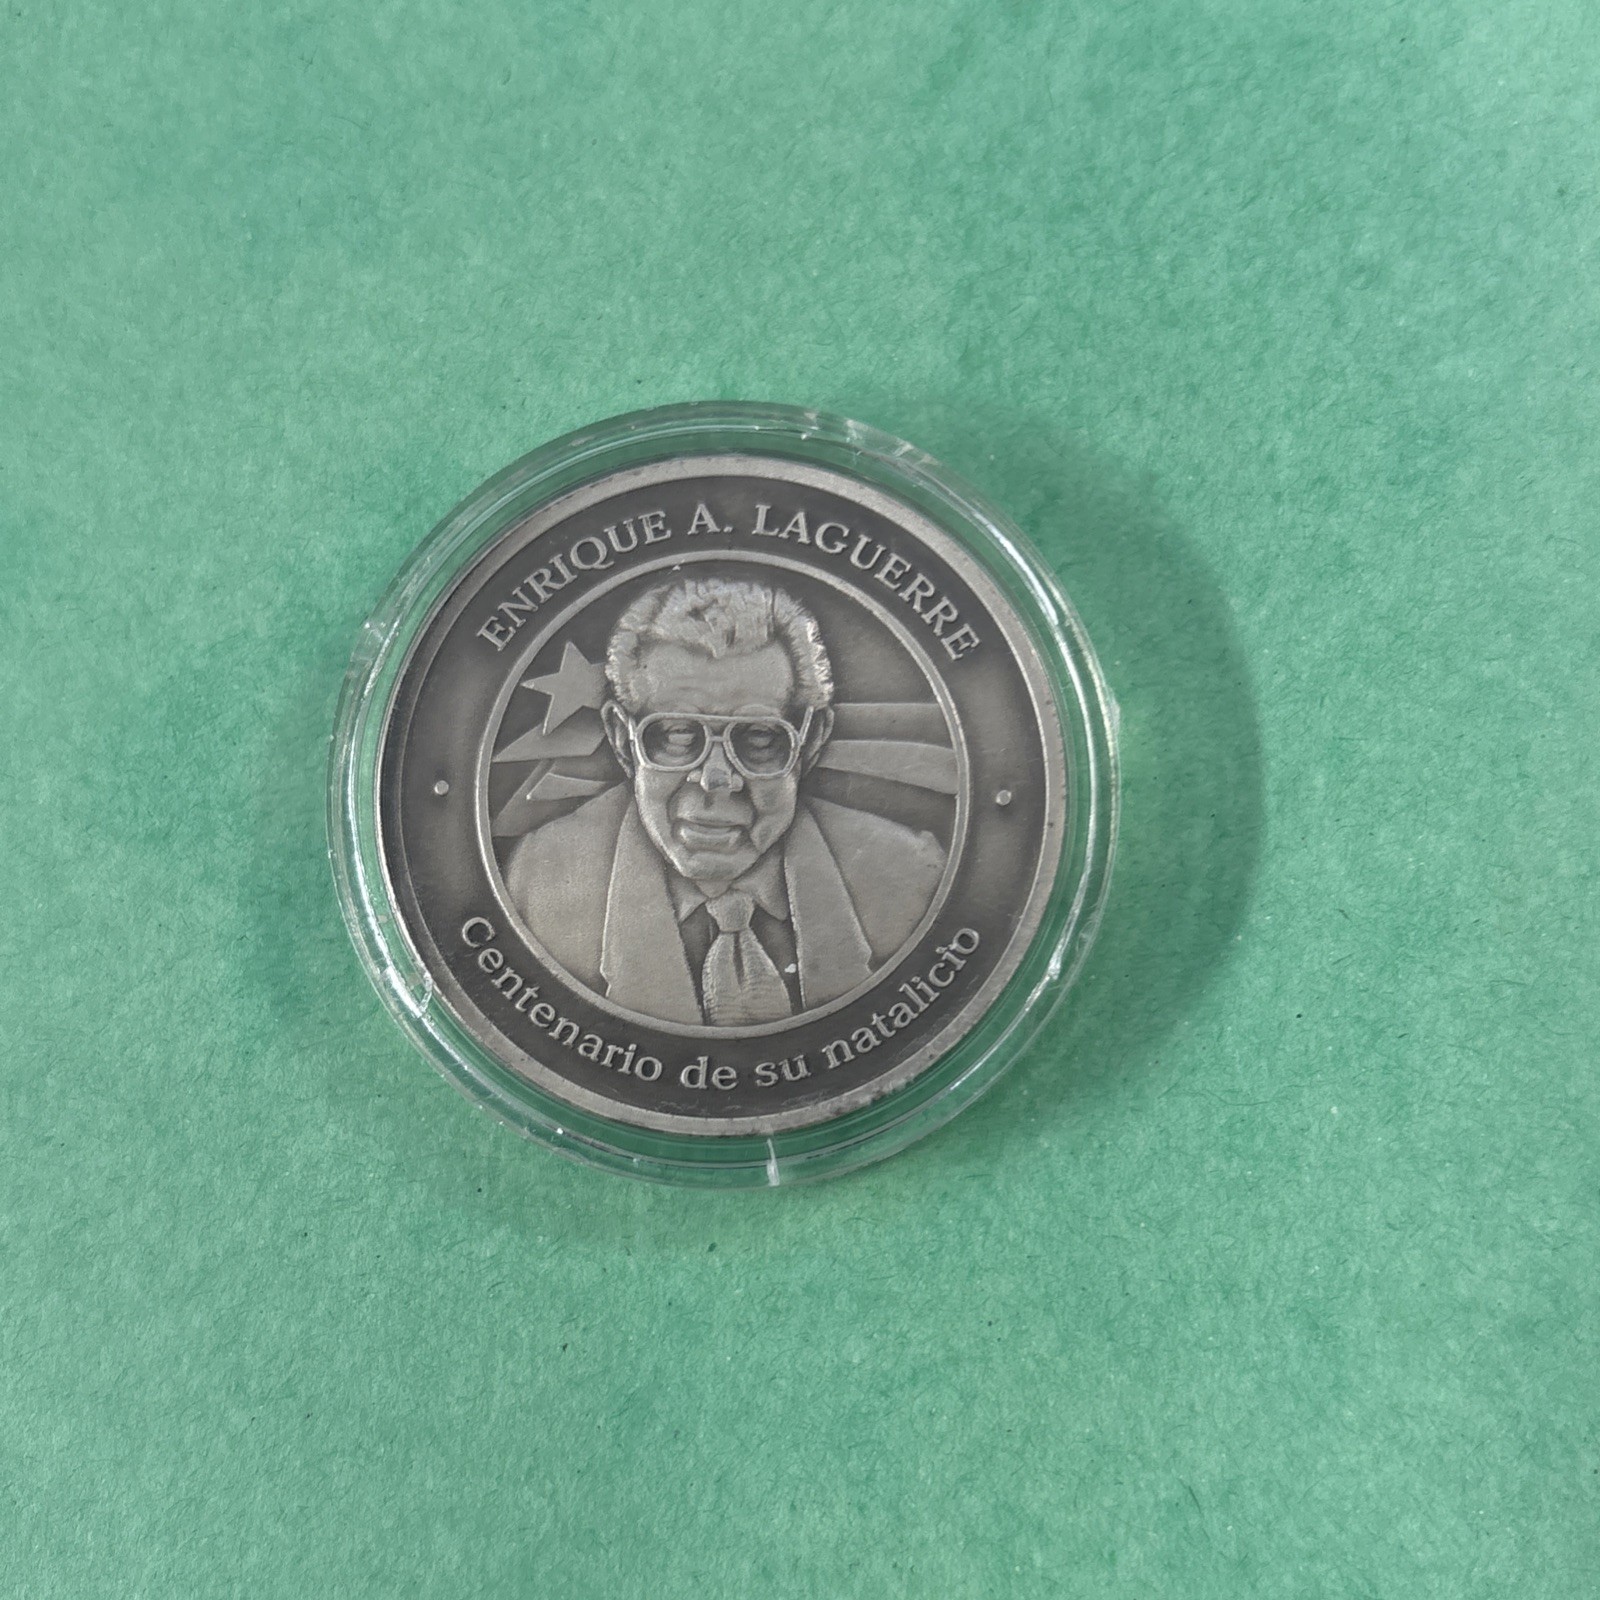 ENRIQUE A. LAGUERRE
Centenario de su natalicio